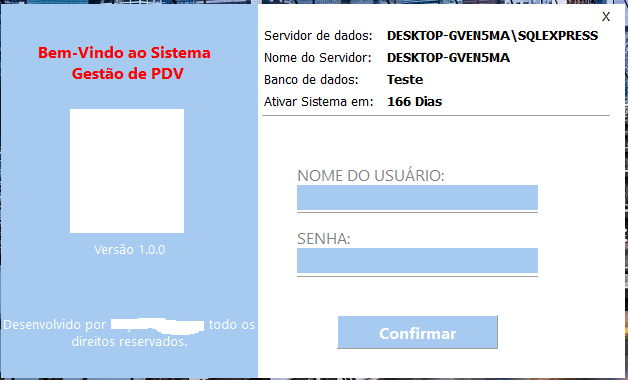 Bem-Vindo ao Sistema
Gestão de PDV
Versão 1.0.0
Desenvolvido por todo os
direitos reservados.
X
Servidor de dados: DESKTOP-GVEN5MA\SQLEXPRESS
Nome do Servidor: DESKTOP-GVEN5MA
Banco de dados: Teste
Ativar Sistema em: 166 Dias
NOME DO USUÁRIO:
SENHA:
Confirmar